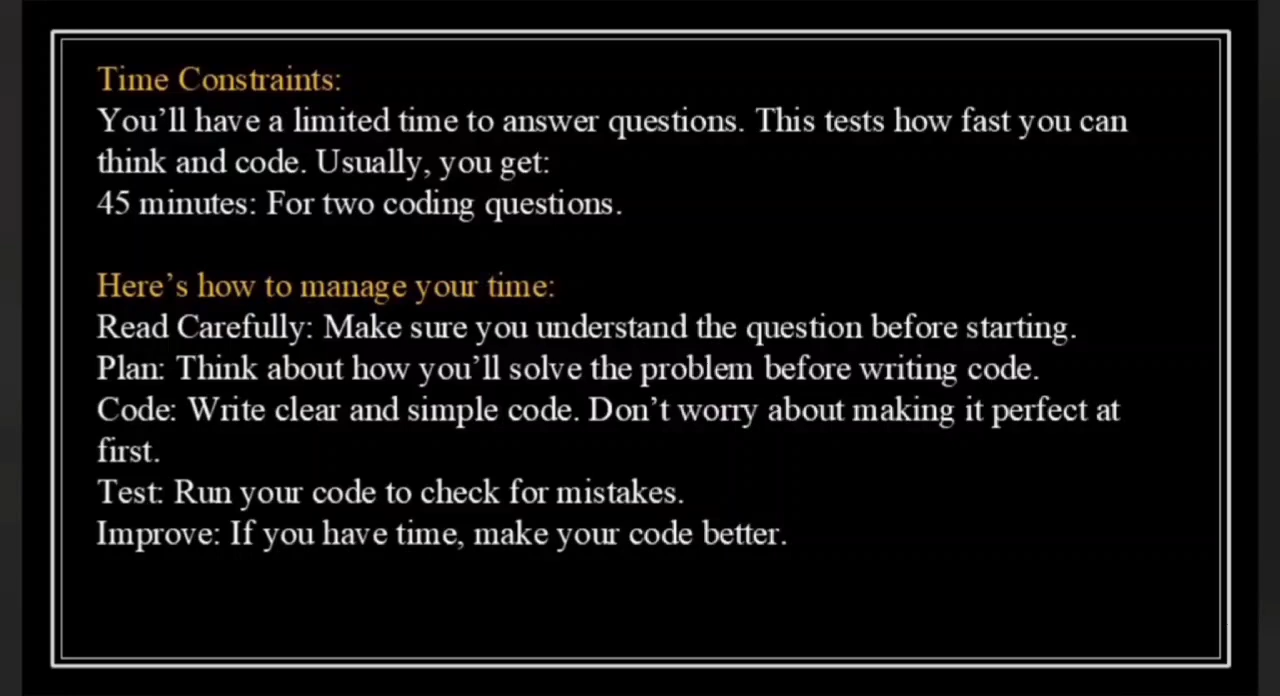 Time Constraints:
You’ll have a limited time to answer questions. This tests how fast you can
think and code. Usually, you get:
45 minutes: For two coding questions.
Here’s how to manage your time:
Read Carefully: Make sure you understand the question before starting.
Plan: Think about how you’ll solve the problem before writing code.
Code: Write clear and simple code. Don’t worry about making it perfect at
first.
Test: Run your code to check for mistakes.
Improve: If you have time, make your code better.